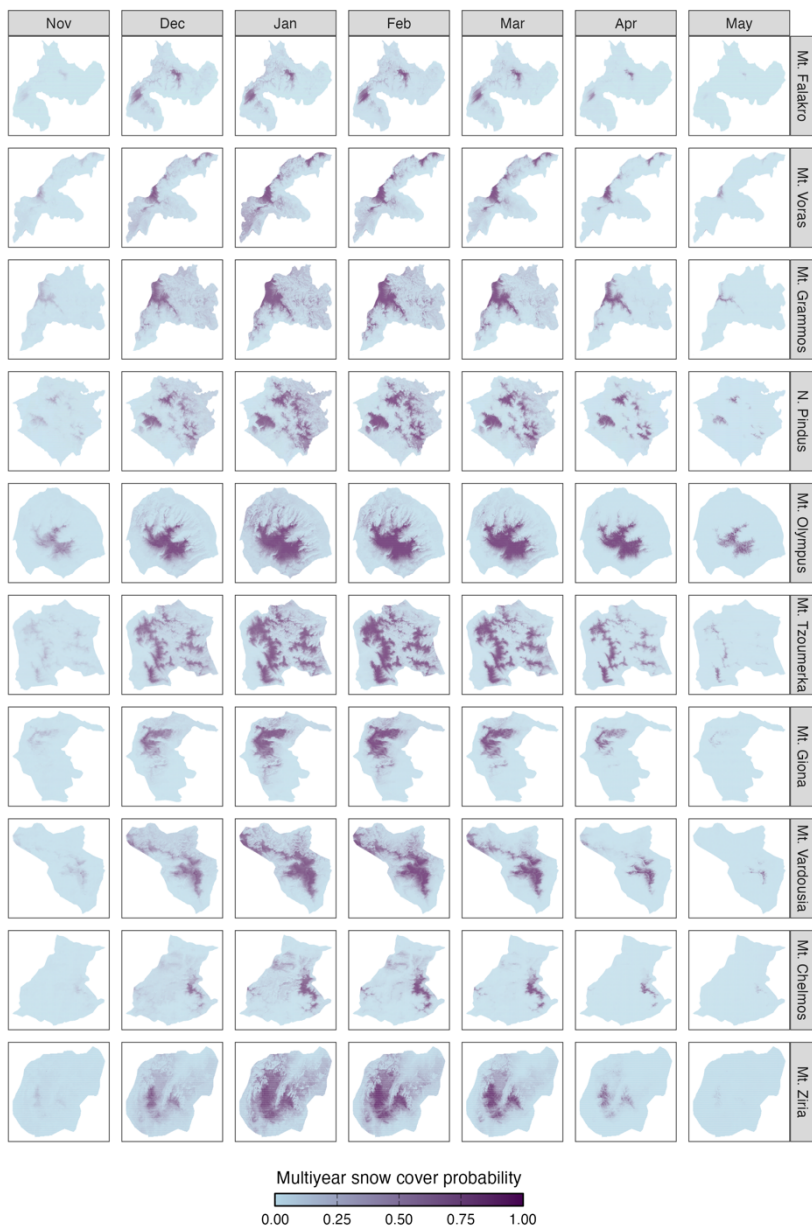 Nov Dec Jan Feb Mar Apr May
Mt. Falakro
Mt. Voras
Mt. Grammos
N. Pindus
Mt. Olympus
Mt. Tzoumerka
Mt. Giona
Mt. Vardousia
Mt. Chelmos
Mt. Ziria
Multiyear snow cover probability
0.00 0.25 0.50 0.75 1.00